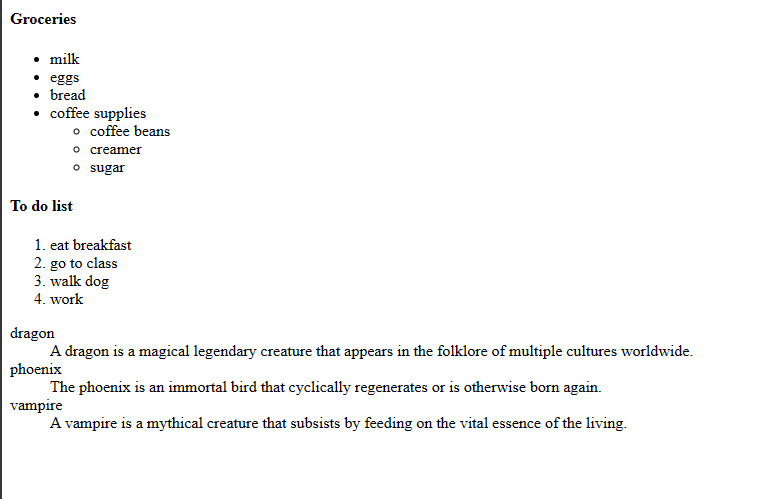 Groceries
• milk
• eggs
• bread
• coffee supplies
◦ coffee beans
◦ creamer
◦ sugar
To do list
1. eat breakfast
2. go to class
3. walk dog
4. work
dragon
A dragon is a magical legendary creature that appears in the folklore of multiple cultures worldwide.
phoenix
The phoenix is an immortal bird that cyclically regenerates or is otherwise born again.
vampire
A vampire is a mythical creature that subsists by feeding on the vital essence of the living.